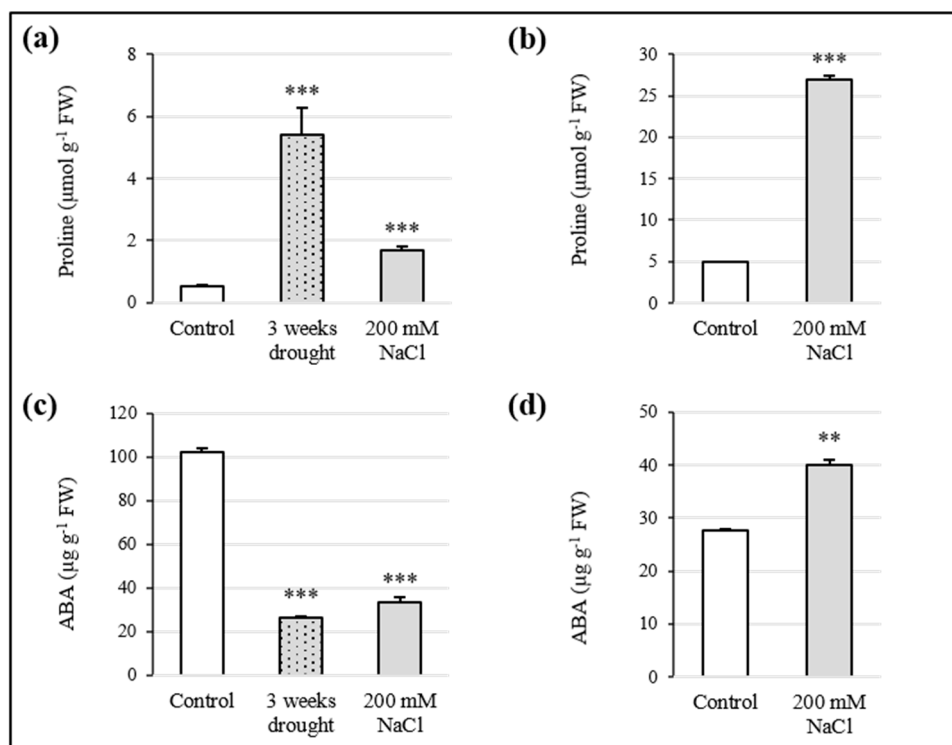 (a)
Proline (µmol g⁻¹ FW)
8
6
4
2
0
***
***
Control
3 weeks
drought
200 mM
NaCl
(b)
Proline (µmol g⁻¹ FW)
30
25
20
15
10
5
0
***
Control
200 mM
NaCl
(c)
ABA (µg g⁻¹ FW)
120
100
80
60
40
20
0
***
***
Control
3 weeks
drought
200 mM
NaCl
(d)
ABA (µg g⁻¹ FW)
50
40
30
20
10
0
**
Control
200 mM
NaCl